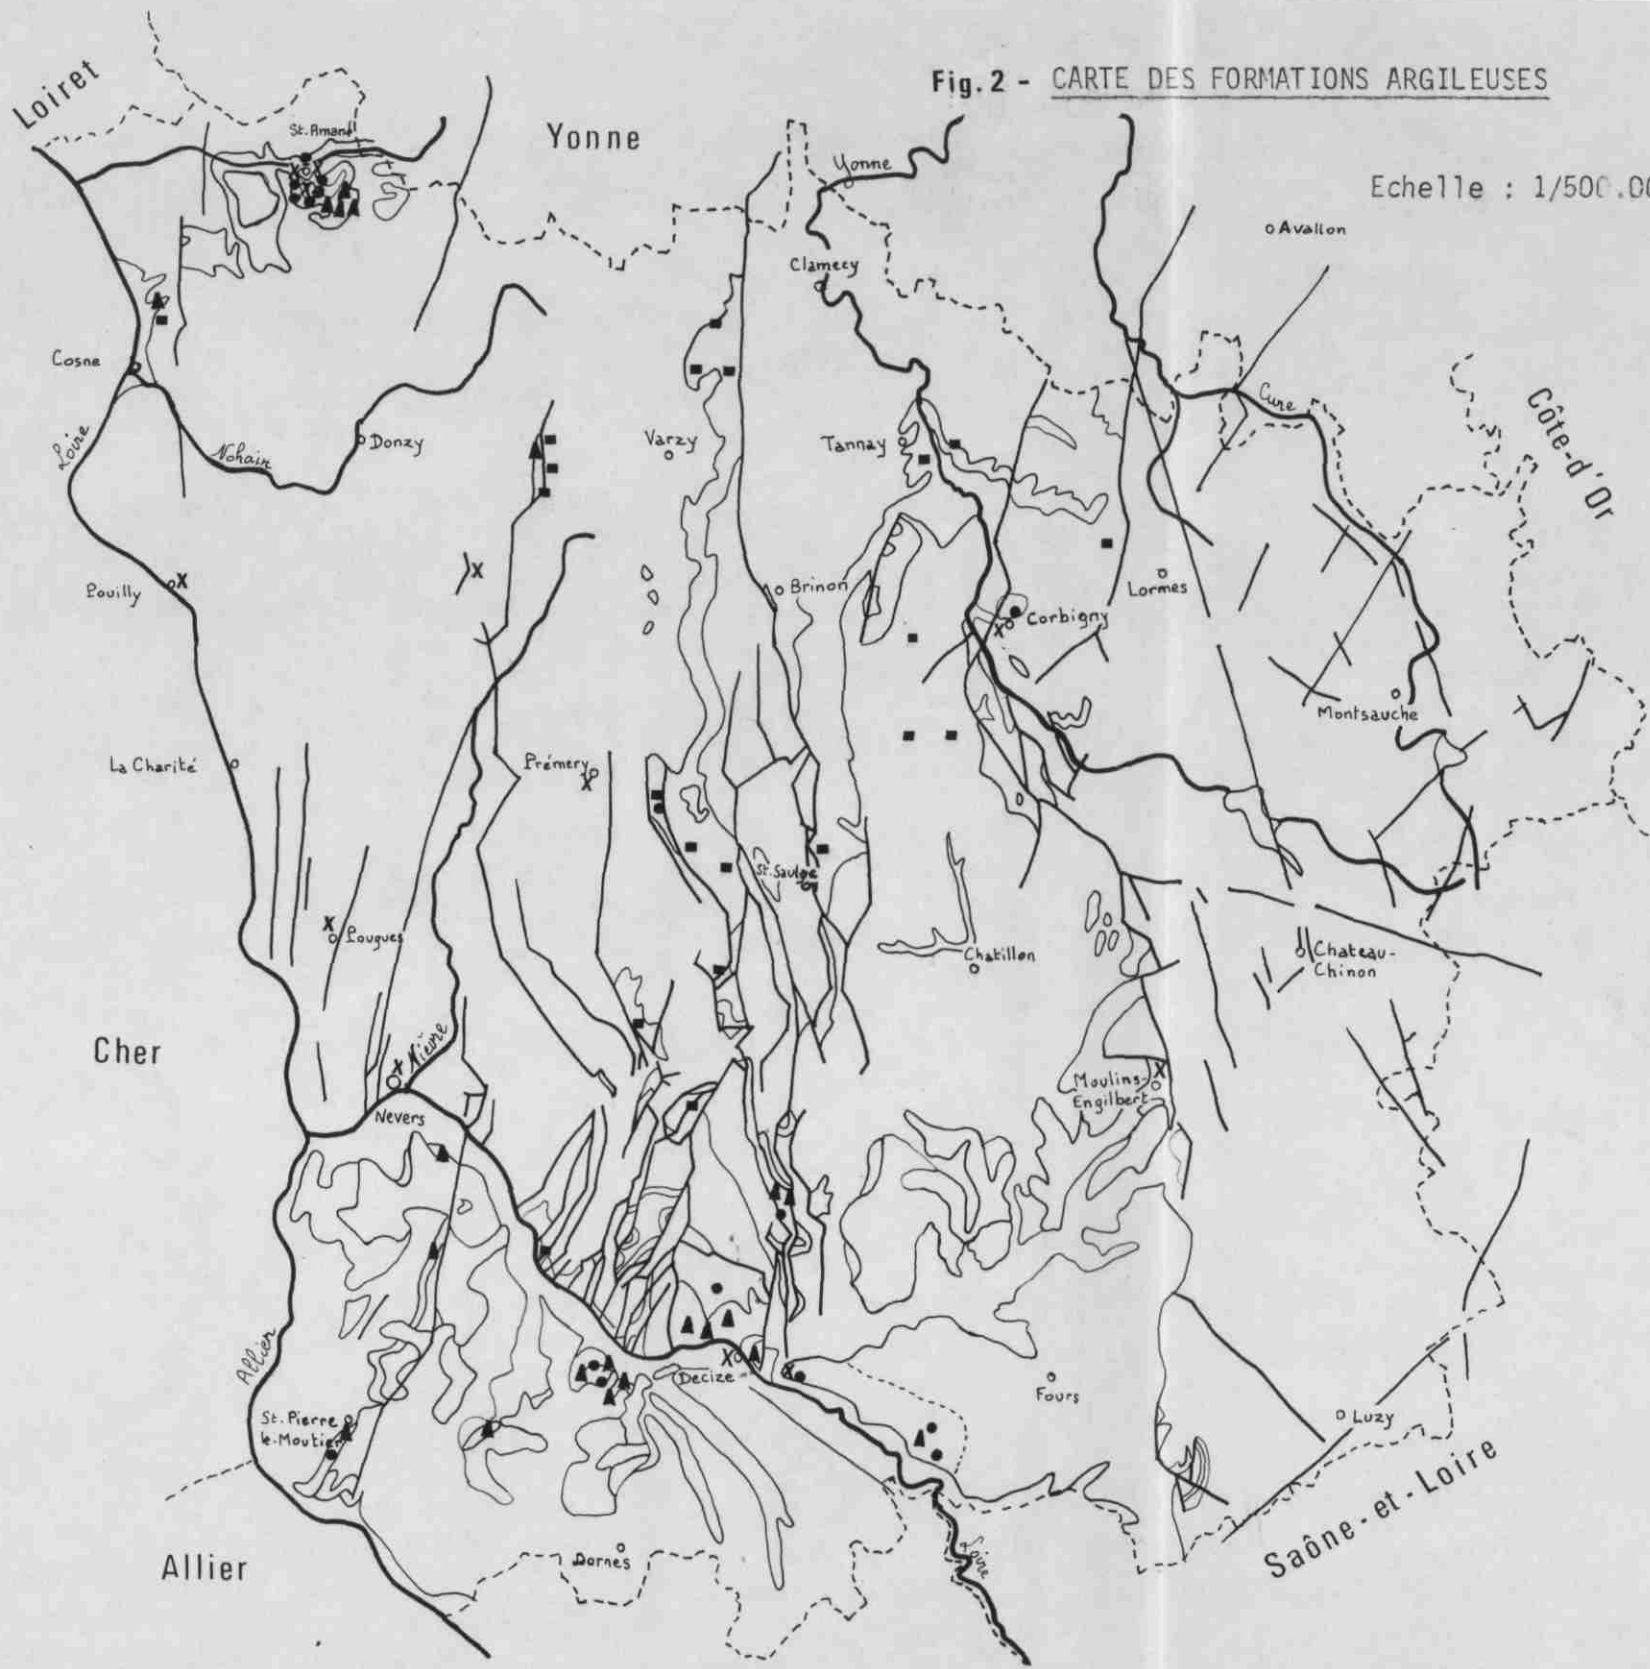 Fig. 2 - CARTE DES FORMATIONS ARGILEUSES
Loiret
St. Amand
Yonne
Yonne
Echelle : 1/500.00
Avallon
Clamecy
Cosne
Loire
Nohain
Donzy
Varzy
Tannay
Cure
Côte-d'Or
Pouilly
Brinon
Lormes
Corbigny
Montsauche
La Charité
Prémery
St. Saulge
Pougues
Chatillon
Chateau-
Chinon
Cher
Nièvre
Moulins-
Engilbert
Nevers
Allier
Decize
Fours
St. Pierre
le-Moutier
Luzy
Saône-et-Loire
Allier
Dornes
Loire